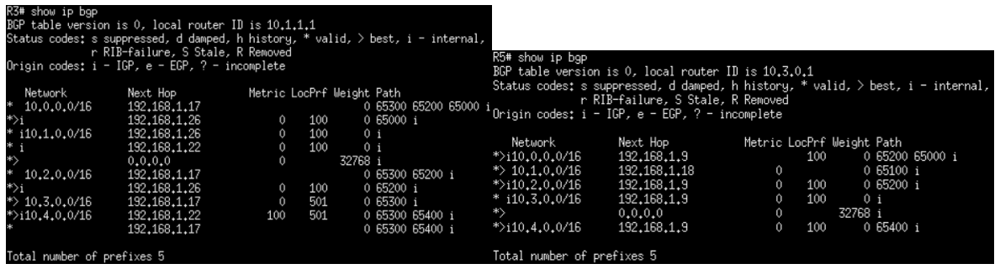 R3# show ip bgp
BGP table version is 0, local router ID is 10.1.1.1
Status codes: s suppressed, d damped, h history, * valid, > best, i - internal,
              r RIB-failure, S Stale, R Removed
Origin codes: i - IGP, e - EGP, ? - incomplete

   Network          Next Hop            Metric LocPrf Weight Path
*  10.0.0.0/16      192.168.1.17                           0 65300 65200 65000 i
*>i                 192.168.1.26             0    100      0 65000 i
* i10.1.0.0/16      192.168.1.26             0    100      0 i
* i                 192.168.1.22             0    100      0 i
*>                  0.0.0.0                  0         32768 i
*  10.2.0.0/16      192.168.1.17                           0 65300 65200 i
*>i                 192.168.1.26             0    100      0 65200 i
*> 10.3.0.0/16      192.168.1.17             0    501      0 65300 i
*>i10.4.0.0/16      192.168.1.22           100    501      0 65300 65400 i
*                   192.168.1.17                           0 65300 65400 i

Total number of prefixes 5

R5# show ip bgp
BGP table version is 0, local router ID is 10.3.0.1
Status codes: s suppressed, d damped, h history, * valid, > best, i - internal,
              r RIB-failure, S Stale, R Removed
Origin codes: i - IGP, e - EGP, ? - incomplete

   Network          Next Hop            Metric LocPrf Weight Path
*>i10.0.0.0/16      192.168.1.9                   100      0 65200 65000 i
*> 10.1.0.0/16      192.168.1.18             0             0 65100 i
*>i10.2.0.0/16      192.168.1.9              0    100      0 65200 i
* i10.3.0.0/16      192.168.1.9              0    100      0 i
*>                  0.0.0.0                  0         32768 i
*>i10.4.0.0/16      192.168.1.9              0    100      0 65400 i

Total number of prefixes 5